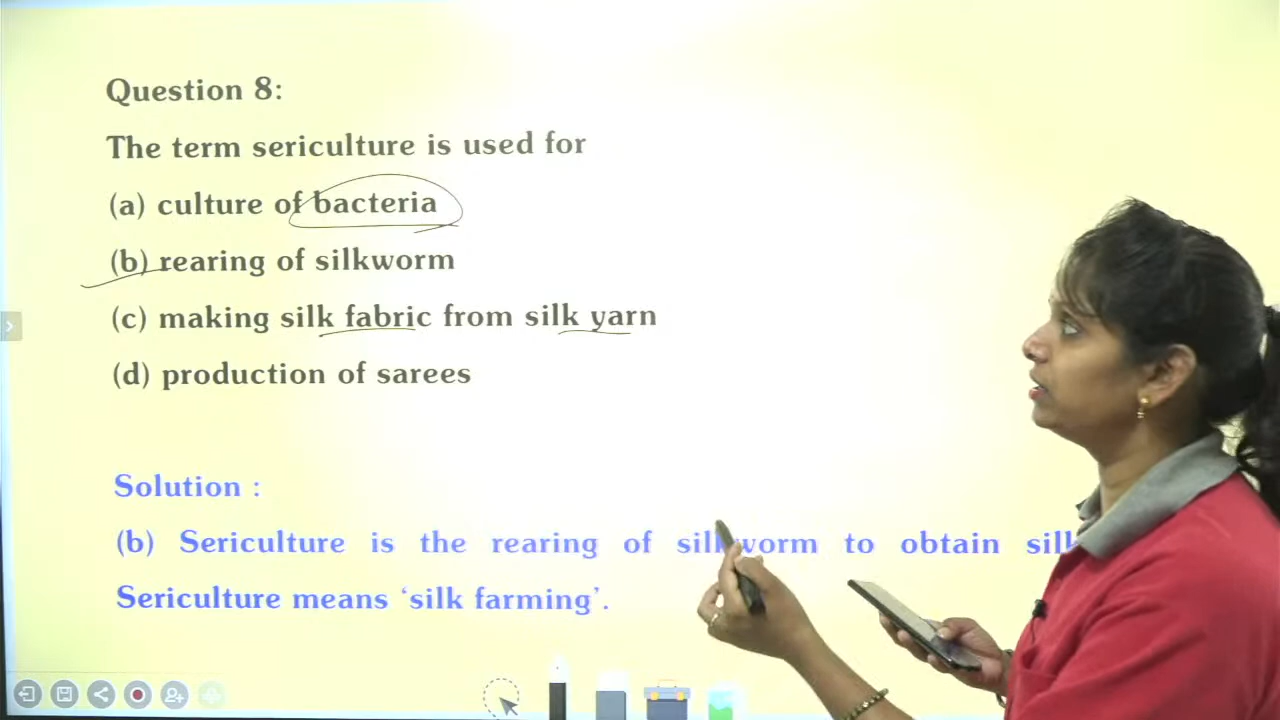 Question 8:
The term sericulture is used for
(a) culture of bacteria
(b) rearing of silkworm
(c) making silk fabric from silk yarn
(d) production of sarees
Solution :
(b) Sericulture is the rearing of silkworm to obtain
Sericulture means ‘silk farming’.